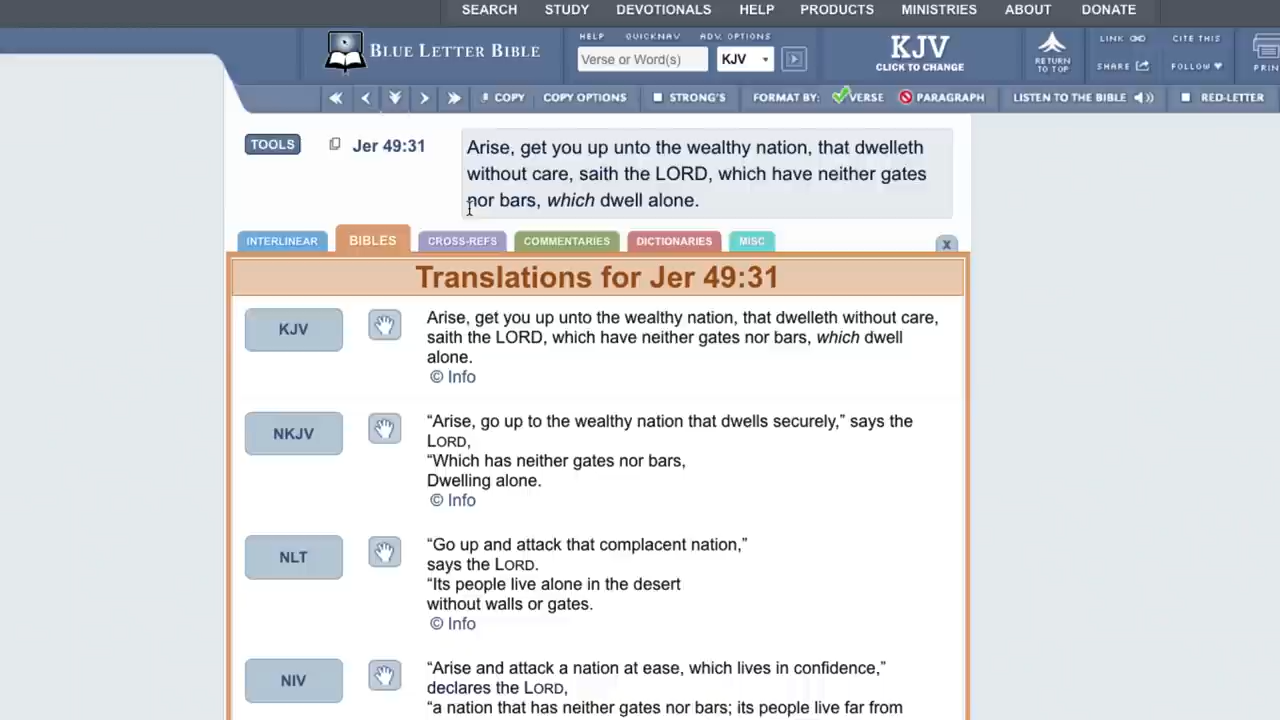 SEARCH STUDY DEVOTIONALS HELP PRODUCTS MINISTRIES ABOUT DONATE
BLUE LETTER BIBLE
HELP QUICKNAV ADV. OPTIONS
Verse or Word(s) KJV
KJV
CLICK TO CHANGE
RETURN
TO TOP
LINK CITE THIS
SHARE FOLLOW
COPY COPY OPTIONS STRONG'S FORMAT BY: VERSE PARAGRAPH LISTEN TO THE BIBLE RED-LETTER
TOOLS Jer 49:31
Arise, get you up unto the wealthy nation, that dwelleth
without care, saith the LORD, which have neither gates
nor bars, which dwell alone.
INTERLINEAR BIBLES CROSS-REFS COMMENTARIES DICTIONARIES MISC X
Translations for Jer 49:31
KJV
Arise, get you up unto the wealthy nation, that dwelleth without care,
saith the LORD, which have neither gates nor bars, which dwell
alone.
© Info
NKJV
“Arise, go up to the wealthy nation that dwells securely,” says the
LORD,
“Which has neither gates nor bars,
Dwelling alone.
© Info
NLT
“Go up and attack that complacent nation,”
says the LORD.
“Its people live alone in the desert
without walls or gates.
© Info
NIV
“Arise and attack a nation at ease, which lives in confidence,”
declares the LORD,
“a nation that has neither gates nor bars; its people live far from